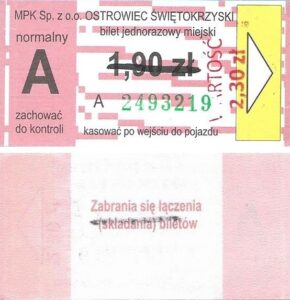 MPK Sp. z o.o. OSTROWIEC ŚWIĘTOKRZYSKI
normalny
bilet jednorazowy miejski
A
1,90 zł
WARTOŚĆ
2,30 zł
A 2493219
zachować
do kontroli
kasować po wejściu do pojazdu
Zabrania się łączenia
(składania) biletów